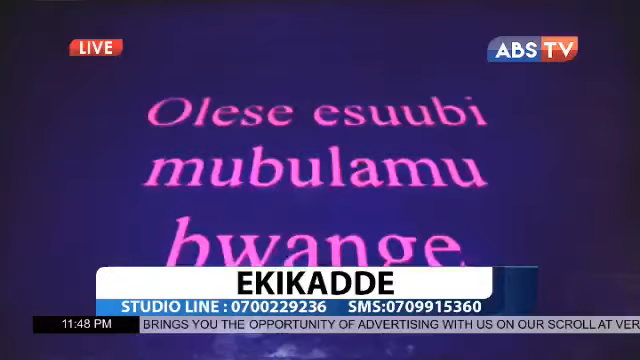 LIVE
ABS TV
Olese esuubi
mubulamu
bwange
EKIKADDE
STUDIO LINE : 0700229236 SMS:0709915360
11:48 PM BRINGS YOU THE OPPORTUNITY OF ADVERTISING WITH US ON OUR SCROLL AT